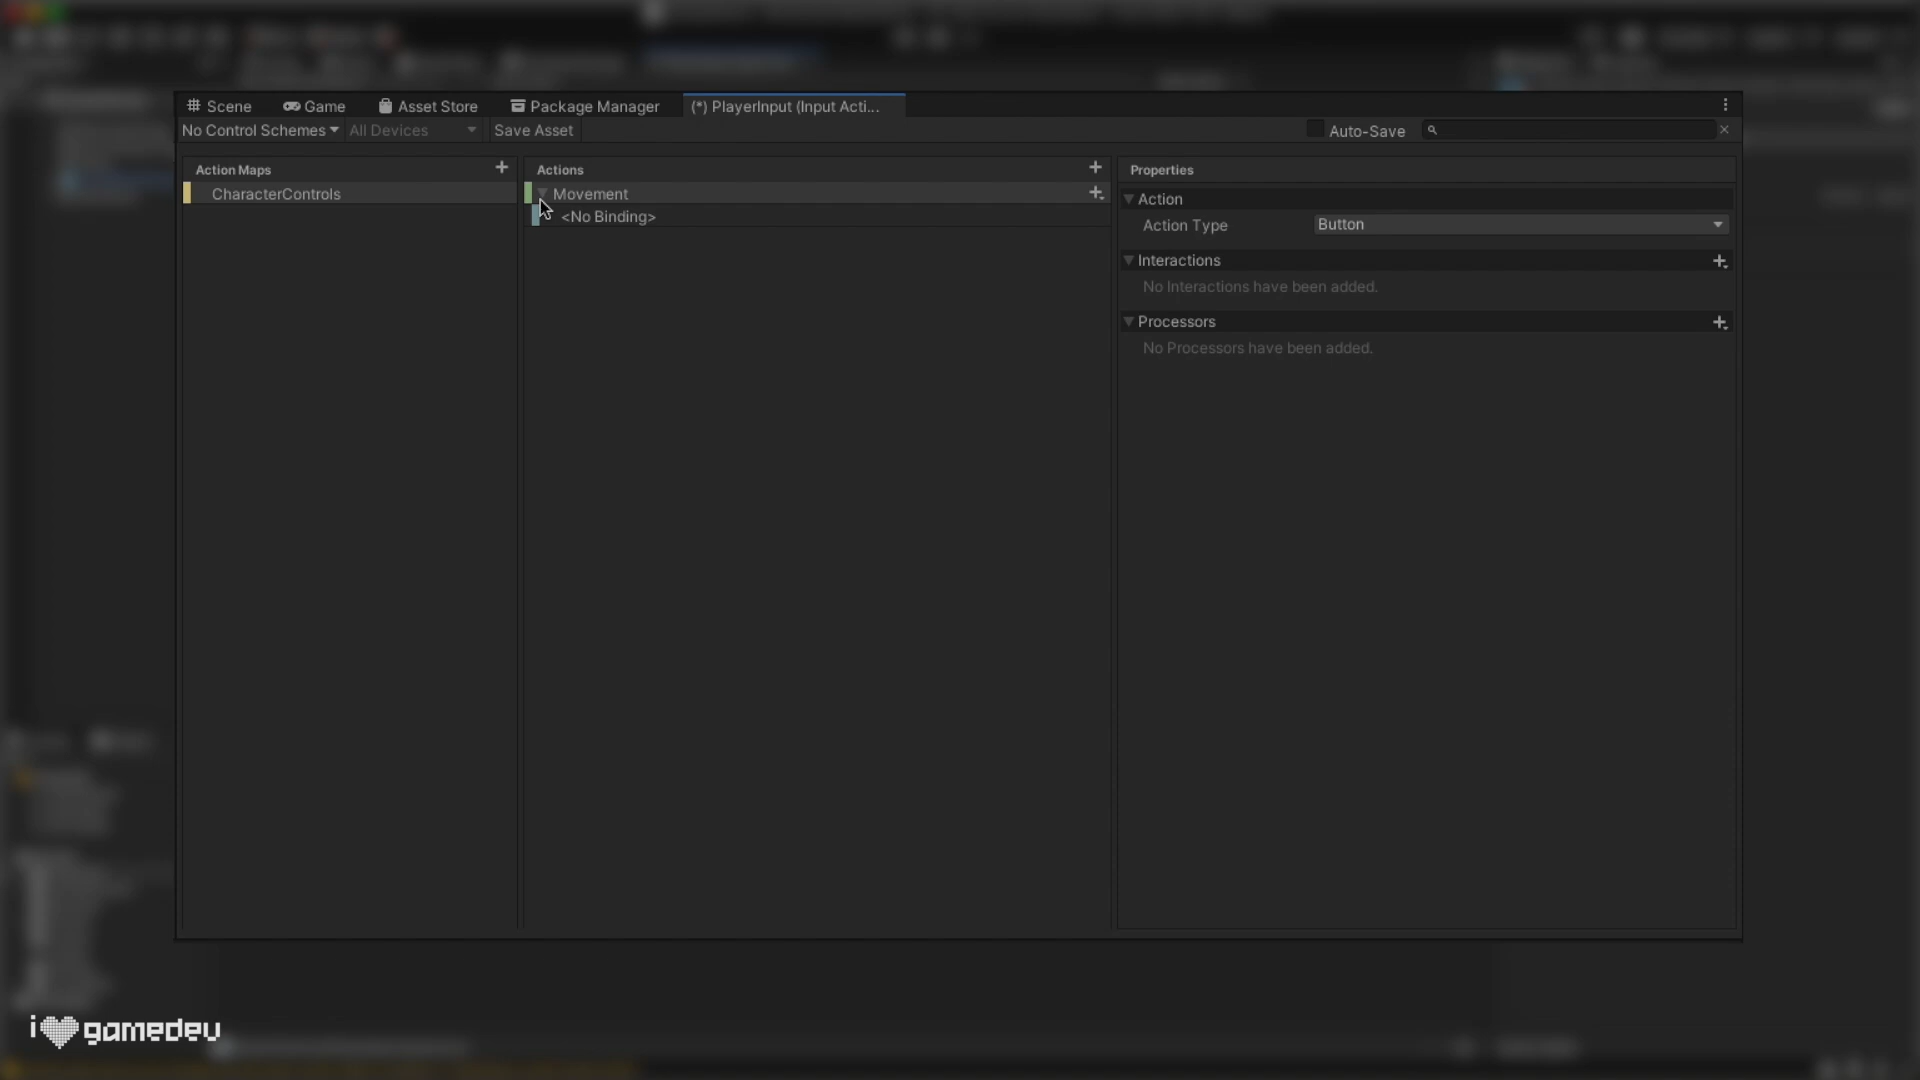 Scene
Game
Asset Store
Package Manager
(*) PlayerInput (Input Acti...
No Control Schemes
All Devices
Save Asset
Auto-Save
Action Maps
CharacterControls
Actions
Movement
<No Binding>
Properties
Action
Action Type
Button
Interactions
No Interactions have been added.
Processors
No Processors have been added.
i gamedev